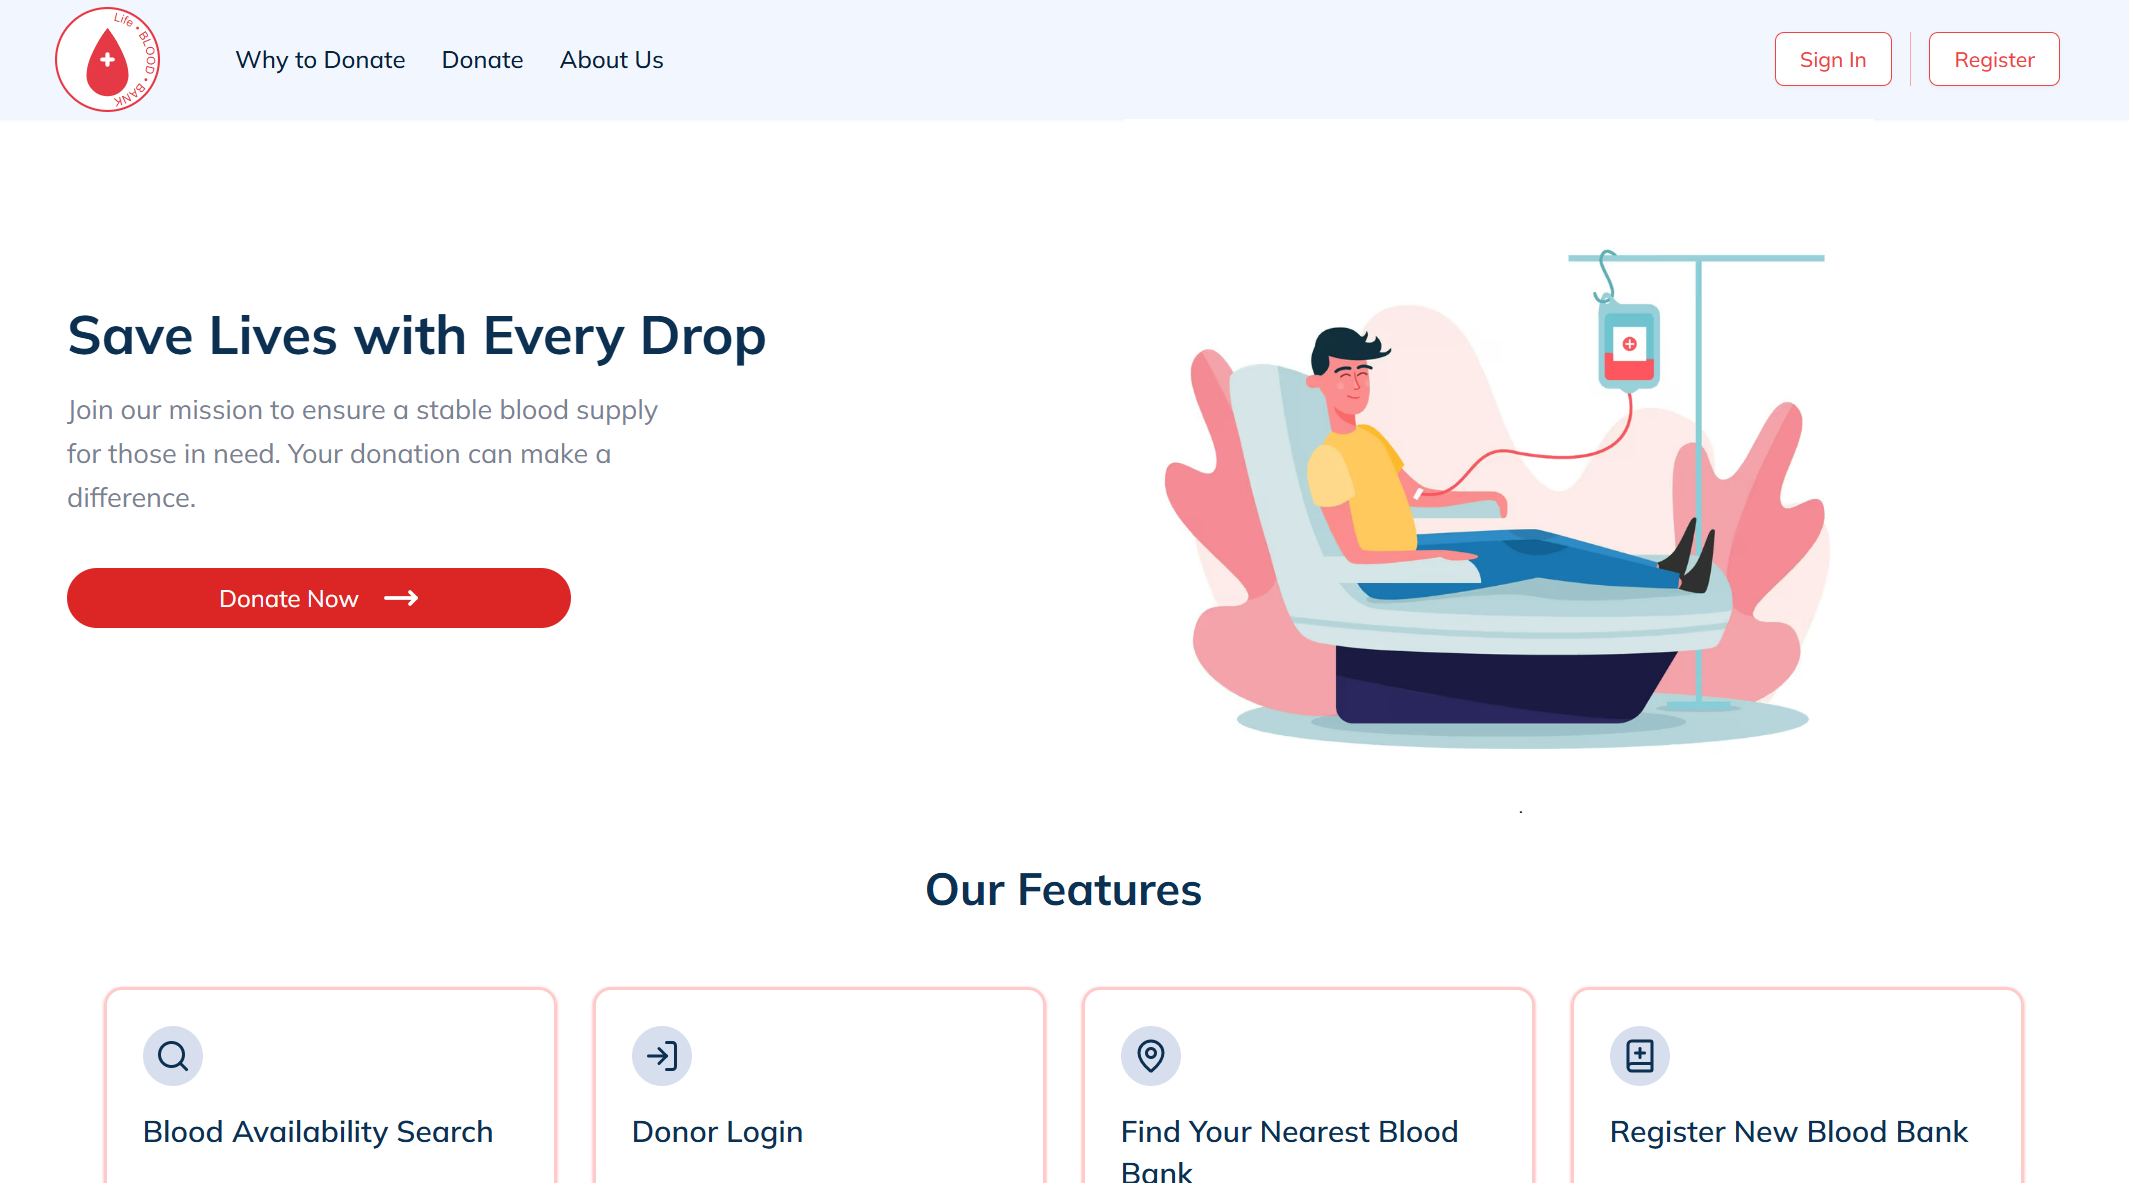 Life • BLOOD • BANK
Why to Donate
Donate
About Us
Sign In
Register
Save Lives with Every Drop
Join our mission to ensure a stable blood supply
for those in need. Your donation can make a
difference.
Donate Now
.
Our Features
Blood Availability Search
Donor Login
Find Your Nearest Blood
Bank
Register New Blood Bank